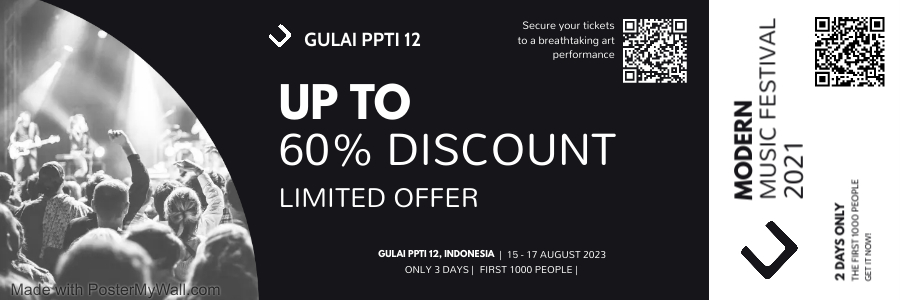 GULAI PPTI 12
Secure your tickets
to a breathtaking art
performance
UP TO
60% DISCOUNT
LIMITED OFFER
GULAI PPTI 12, INDONESIA | 15 - 17 AUGUST 2023
ONLY 3 DAYS | FIRST 1000 PEOPLE |
Made with PosterMyWall.com
MODERN
MUSIC FESTIVAL
2021
2 DAYS ONLY
THE FIRST 1000 PEOPLE
GET IT NOW!